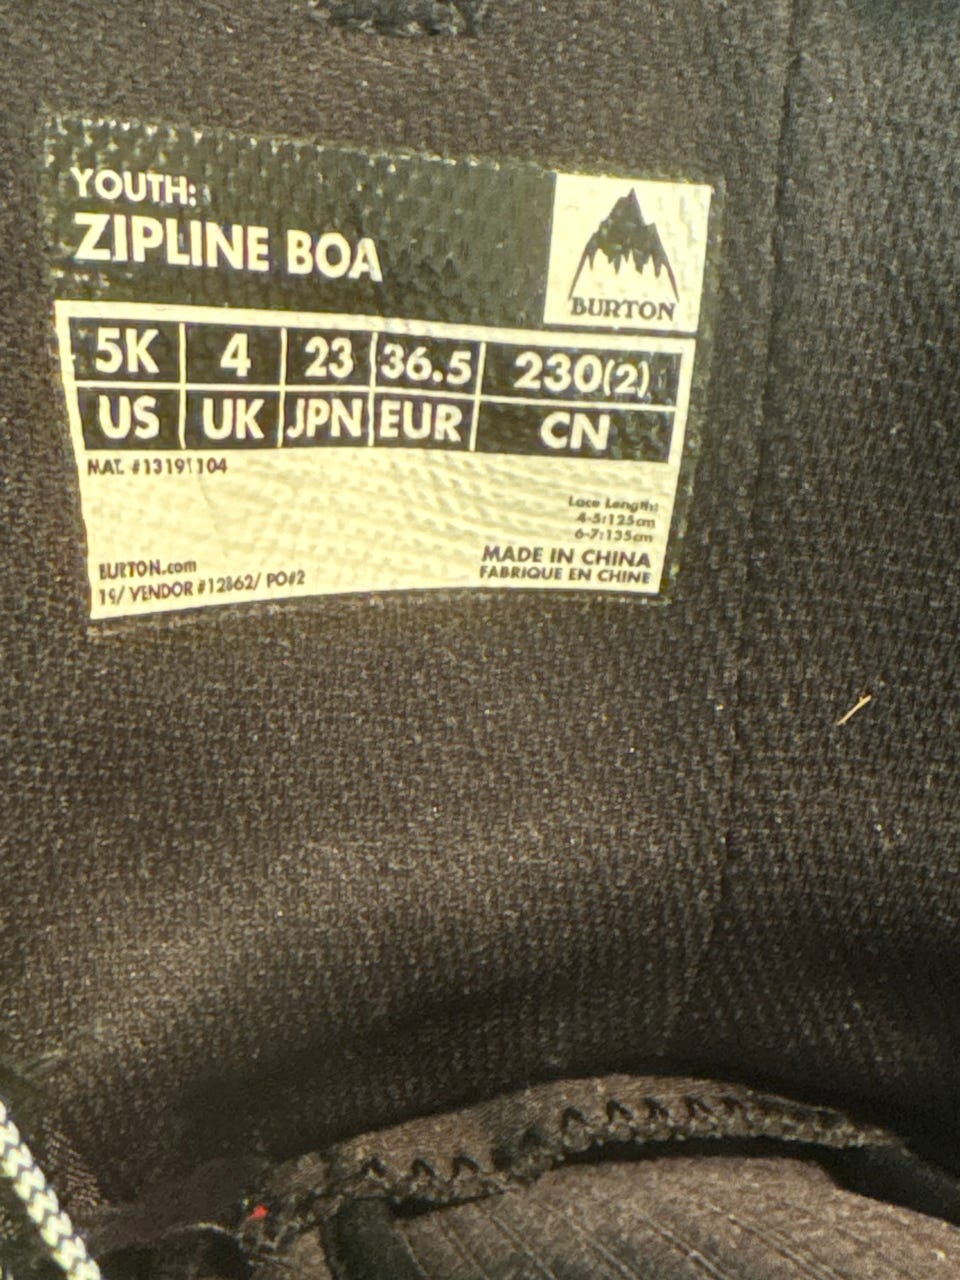 YOUTH:
ZIPLINE BOA
BURTON
5K 4 23 36.5 230(2)
US UK JPN EUR CN
MAT. #13191104
Lace Length:
4-5:125cm
6-7:135cm
MADE IN CHINA
FABRIQUE EN CHINE
BURTON.com
19/ VENDOR #12862/ PO#2